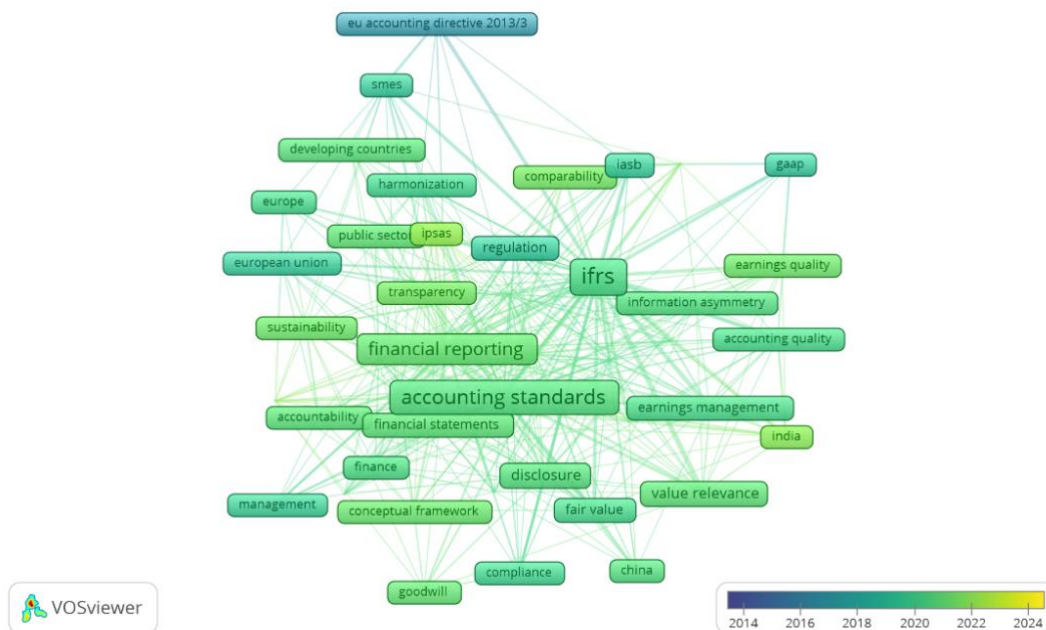 eu accounting directive 2013/3
smes
developing countries
comparability
iasb
gaap
harmonization
europe
public sector
ipsas
regulation
european union
earnings quality
ifrs
transparency
information asymmetry
sustainability
accounting quality
financial reporting
accounting standards
earnings management
accountability
financial statements
india
finance
disclosure
value relevance
management
conceptual framework
fair value
compliance
china
goodwill
VOSviewer
2014 2016 2018 2020 2022 2024